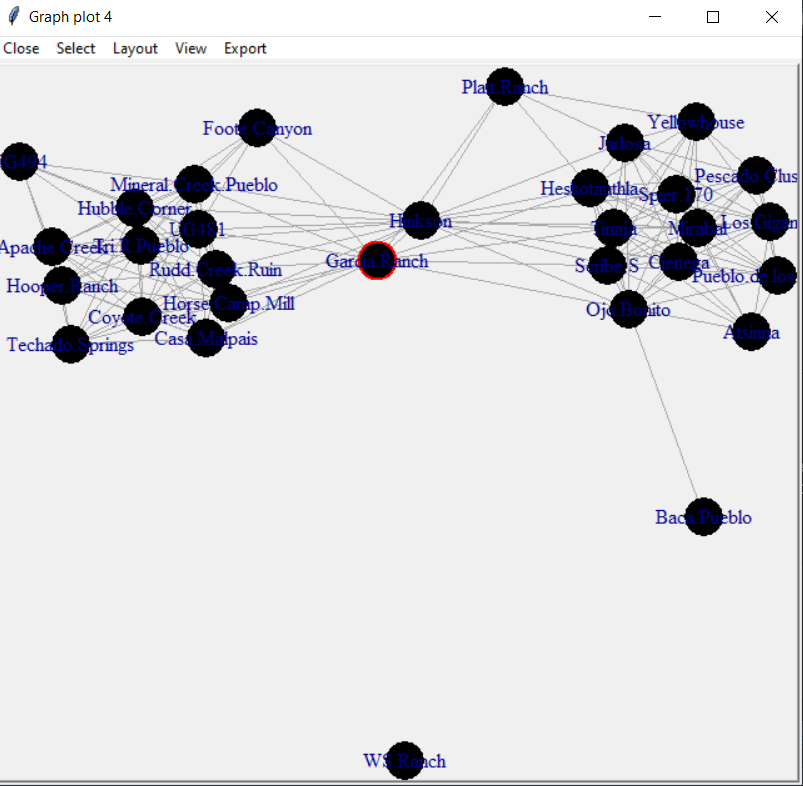 Graph plot 4
Close Select Layout View Export
Platt.Ranch
Foote.Canyon
Yellowhouse
Jarlosa
G494
Mineral.Creek.Pueblo
Heshotauthla
Spier.170
Pescado.Clus
Hubble.Corner
UG481
Hinkson
Tinaja
Mirabal
Los.Gigan
Apache.Creek
Tri.R.Pueblo
Garcia.Ranch
Rudd.Creek.Ruin
Scribe.S
Cienega
Pueblo.de.los
Hooper.Ranch
Horse.Camp.Mill
Coyote.Creek
Ojo.Bonito
Techado.Springs
Casa.Malpais
Atsinna
Baca.Pueblo
WS.Ranch